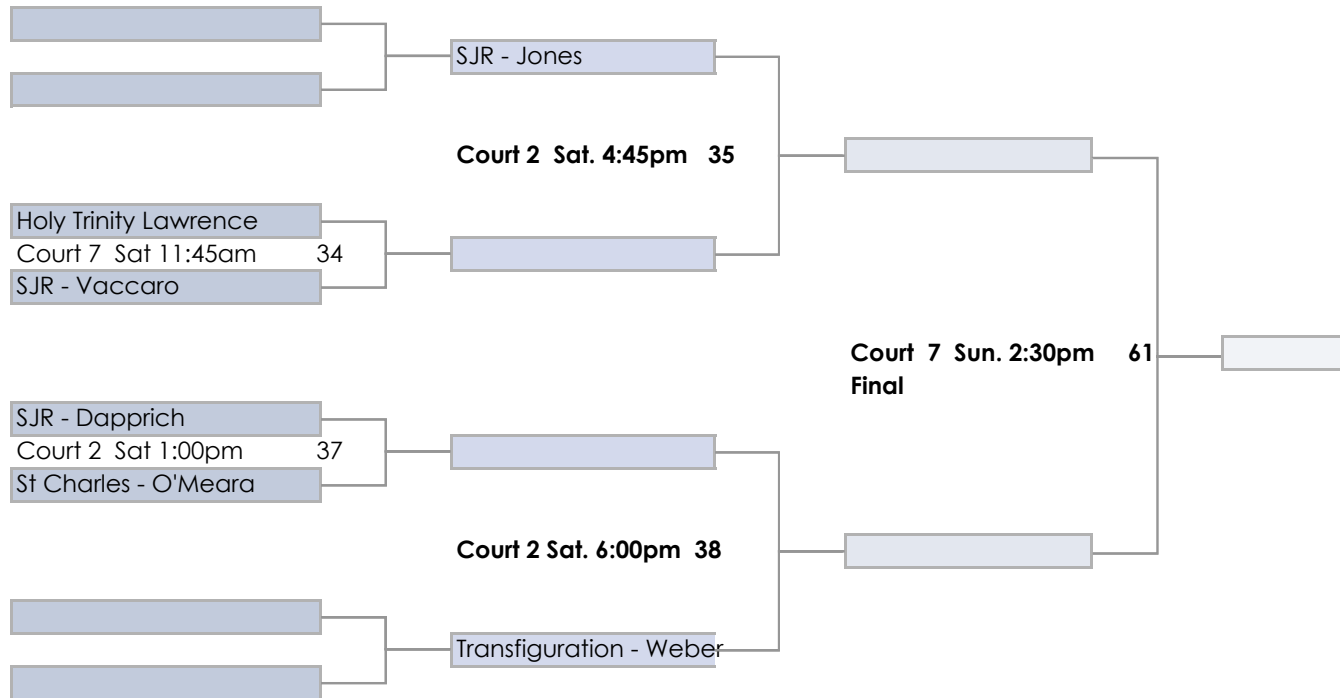 SJR - Jones
Court 2 Sat. 4:45pm 35
Holy Trinity Lawrence
Court 7 Sat 11:45am 34
SJR - Vaccaro
Court 7 Sun. 2:30pm 61
Final
SJR - Dapprich
Court 2 Sat 1:00pm 37
St Charles - O'Meara
Court 2 Sat. 6:00pm 38
Transfiguration - Weber